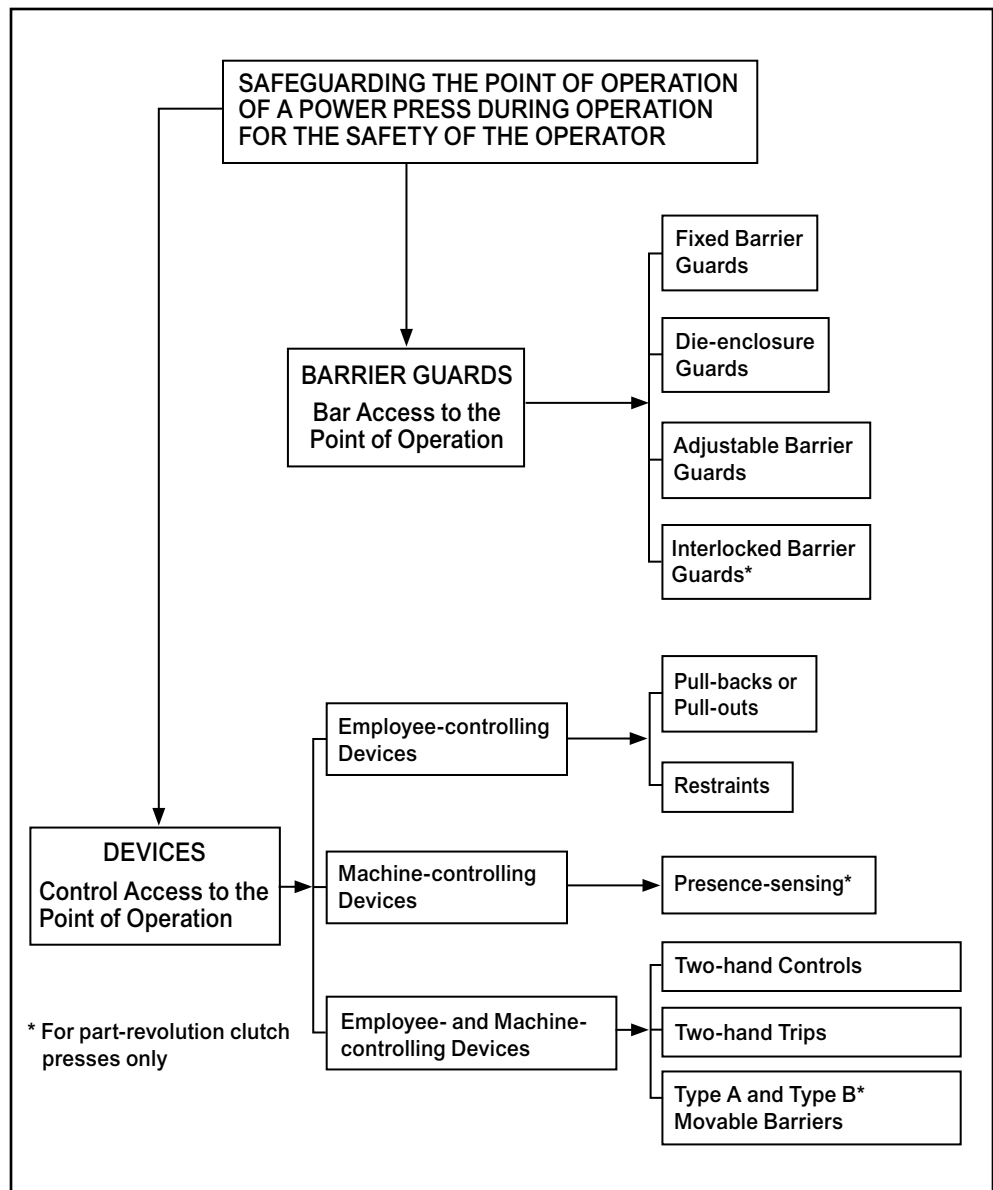 SAFEGUARDING THE POINT OF OPERATION
OF A POWER PRESS DURING OPERATION
FOR THE SAFETY OF THE OPERATOR
Fixed Barrier
Guards
Die-enclosure
Guards
BARRIER GUARDS
Bar Access to the
Point of Operation
Adjustable Barrier
Guards
Interlocked Barrier
Guards*
Pull-backs or
Pull-outs
Employee-controlling
Devices
Restraints
DEVICES
Control Access to the
Point of Operation
Machine-controlling
Devices
Presence-sensing*
Two-hand Controls
Employee- and Machine-
controlling Devices
Two-hand Trips
Type A and Type B*
Movable Barriers
* For part-revolution clutch
presses only